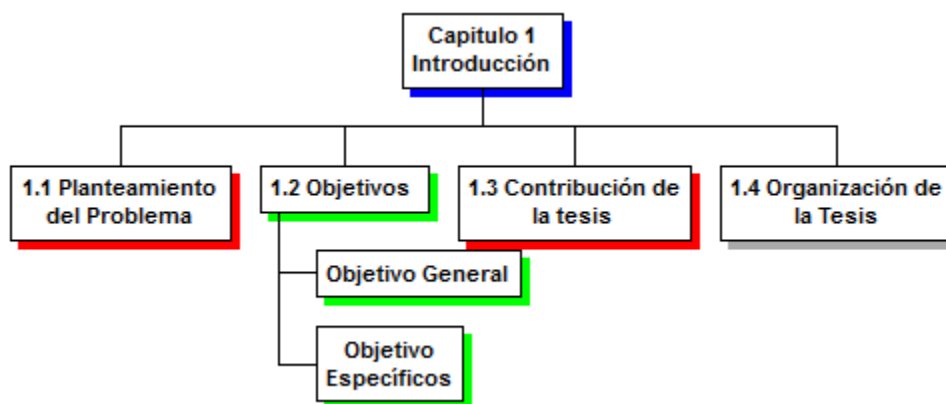 Capitulo 1
Introducción
1.1 Planteamiento
del Problema
1.2 Objetivos
1.3 Contribución de
la tesis
1.4 Organización de
la Tesis
Objetivo General
Objetivo
Específicos